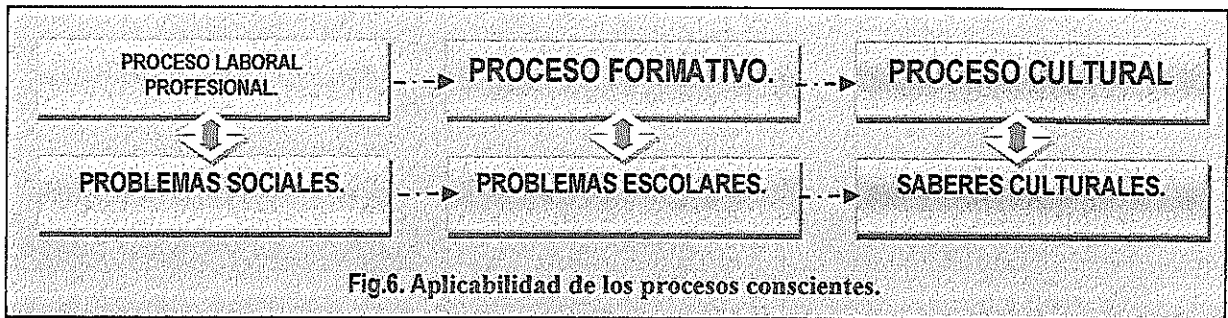 PROCESO LABORAL
PROFESIONAL.
PROCESO FORMATIVO.
PROCESO CULTURAL
PROBLEMAS SOCIALES.
PROBLEMAS ESCOLARES.
SABERES CULTURALES.
Fig.6. Aplicabilidad de los procesos conscientes.